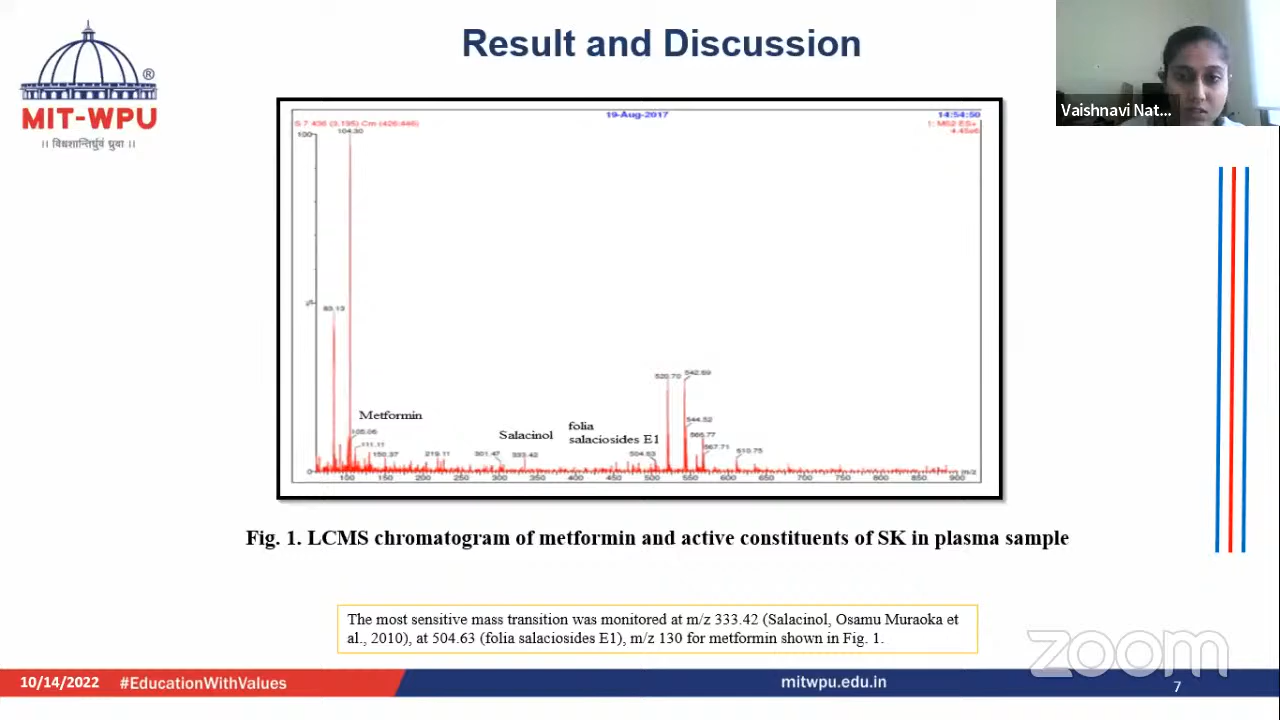 Result and Discussion
®
MIT-WPU
।। विद्याशान्तिर्ध्रुवं ध्रुवा ।।
Vaishnavi Nat...
19-Aug-2017
14:54:50
S 7 436 (3.195) Cm (426:446)
1: MS2 ES+
4.45e6
100
104.30
%
83.13
542.69
520.70
Metformin
544.52
folia
Salacinol
salaciosides E1
105.06
566.77
111.11
567.71
150.37
219.11
301.47
333.42
504.63
610.75
0
m/z
100 150 200 250 300 350 400 450 500 550 600 650 700 750 800 850 900
Fig. 1. LCMS chromatogram of metformin and active constituents of SK in plasma sample
The most sensitive mass transition was monitored at m/z 333.42 (Salacinol, Osamu Muraoka et
al., 2010), at 504.63 (folia salaciosides E1), m/z 130 for metformin shown in Fig. 1.
zoom
10/14/2022
#EducationWithValues
mitwpu.edu.in
7